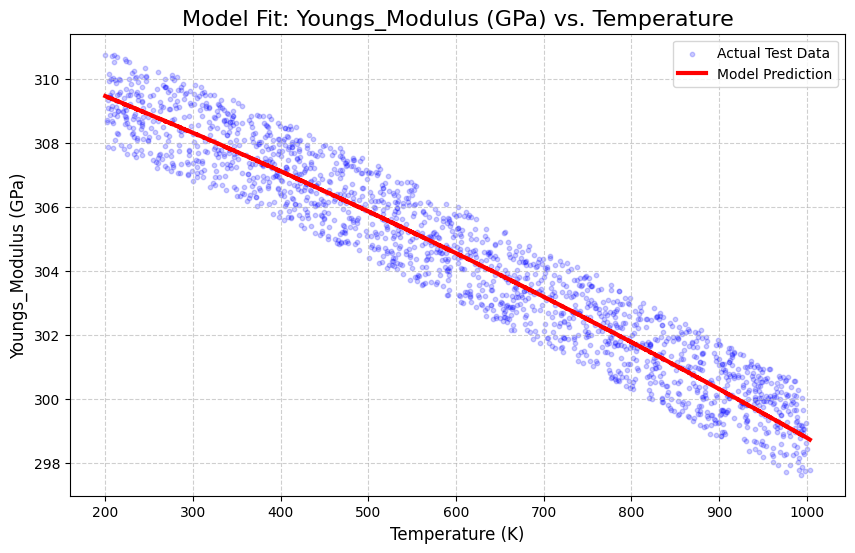 Model Fit: Youngs_Modulus (GPa) vs. Temperature
Actual Test Data
Model Prediction
Youngs_Modulus (GPa)
310
308
306
304
302
300
298
200 300 400 500 600 700 800 900 1000
Temperature (K)